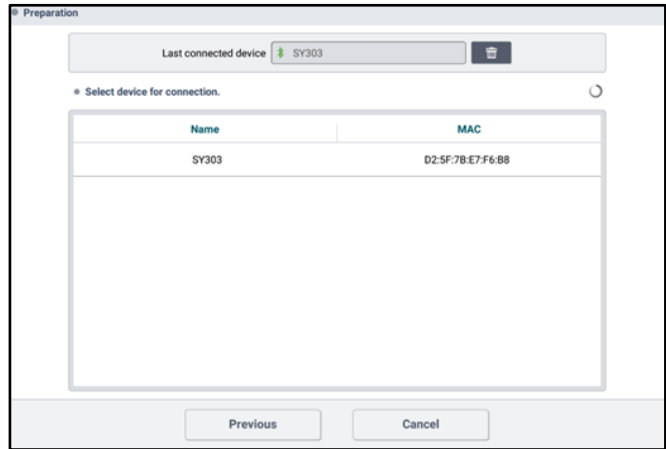 Preparation
Last connected device SY303
Select device for connection.
Name MAC
SY303 D2:5F:7B:E7:F6:B8
Previous Cancel